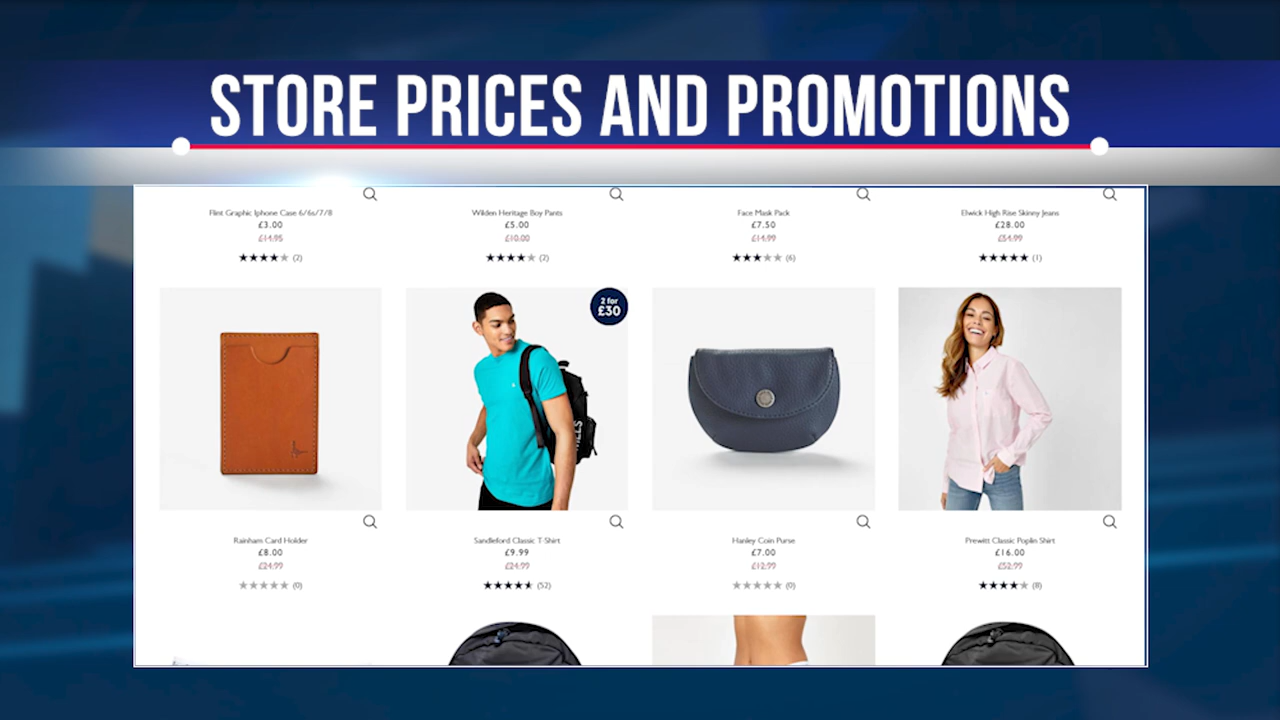 STORE PRICES AND PROMOTIONS
Flint Graphic Iphone Case 6/6s/7/8
£3.00
£14.95
(2)
Wilden Heritage Boy Pants
£5.00
£10.00
(2)
Face Mask Pack
£7.50
£14.99
(6)
Elwick High Rise Skinny Jeans
£28.00
£54.99
(1)
2 for
£30
Rainham Card Holder
£8.00
£24.99
(0)
Sandleford Classic T-Shirt
£9.99
£24.99
(52)
Hanley Coin Purse
£7.00
£12.99
(0)
Prewitt Classic Poplin Shirt
£16.00
£52.99
(8)